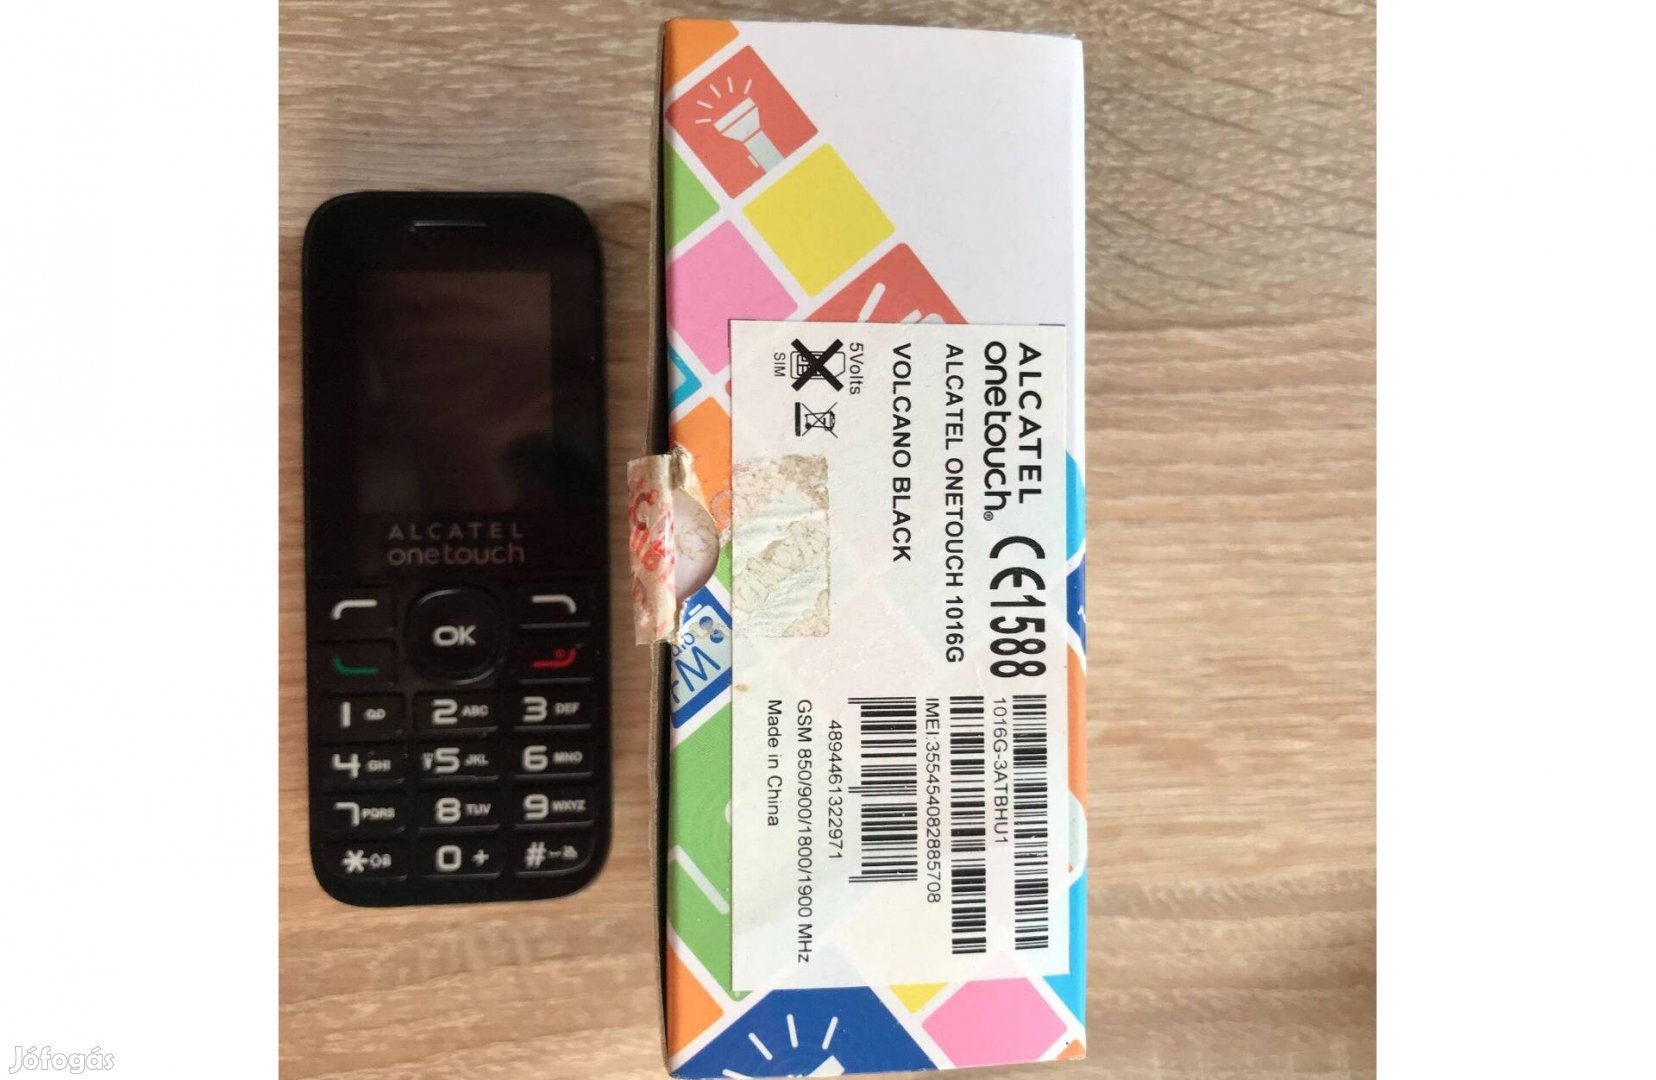 ALCATEL
onetouch
OK
1
2 ABC
3 DEF
4 GHI
5 JKL
6 MNO
7 PQRS
8 TUV
9 WXYZ
*
0 +
#
ALCATEL
onetouch®
CE1588
ALCATEL ONETOUCH 1016G
VOLCANO BLACK
5Volts
SIM
1016G-3ATBHU1
IMEI:355454082885708
4894461322971
GSM 850/900/1800/1900 MHz
Made in China
Jófogás